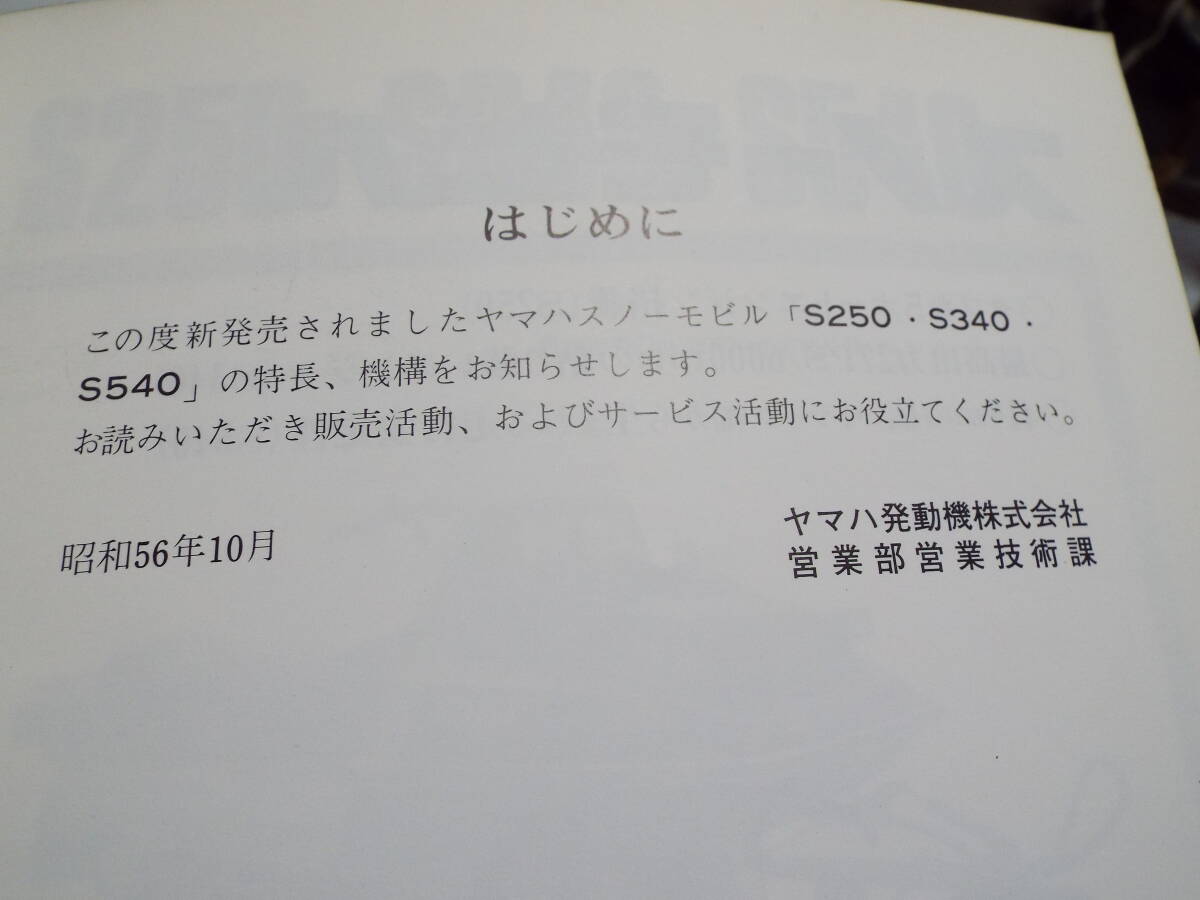 はじめに
この度新発売されましたヤマハスノーモビル「S250・S340・
S540」の特長、機構をお知らせします。
お読みいただき販売活動、およびサービス活動にお役立てください。
昭和56年10月
ヤマハ発動機株式会社
営業部営業技術課